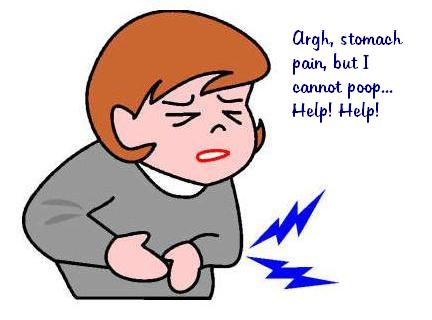 Argh, stomach
pain, but I
cannot poop...
Help! Help!